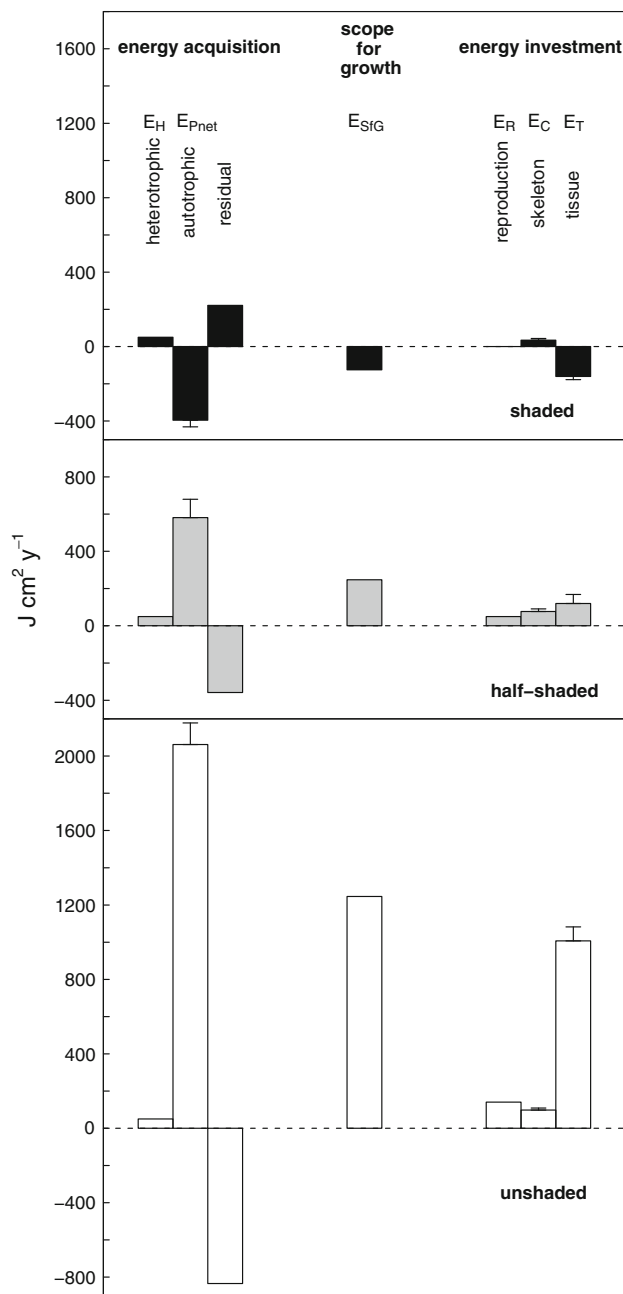 energy acquisition
scope
for
growth
energy investment
E_H E_Pnet E_SfG E_R E_C E_T
heterotrophic
autotrophic
residual
reproduction
skeleton
tissue
1600
1200
800
400
0
−400
shaded
800
400
0
−400
half−shaded
J cm² y⁻¹
2000
1600
1200
800
400
0
−400
−800
unshaded